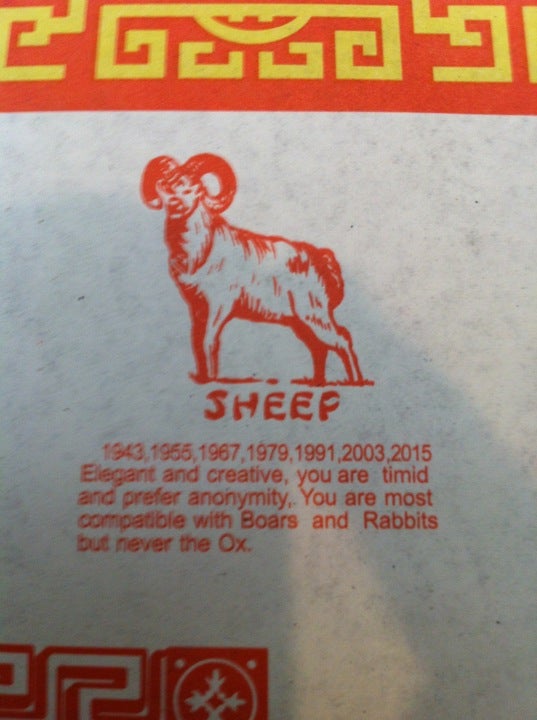 SHEEP
1943,1955,1967,1979,1991,2003,2015
Elegant and creative, you are timid
and prefer anonymity,. You are most
compatible with Boars and Rabbits
but never the Ox.